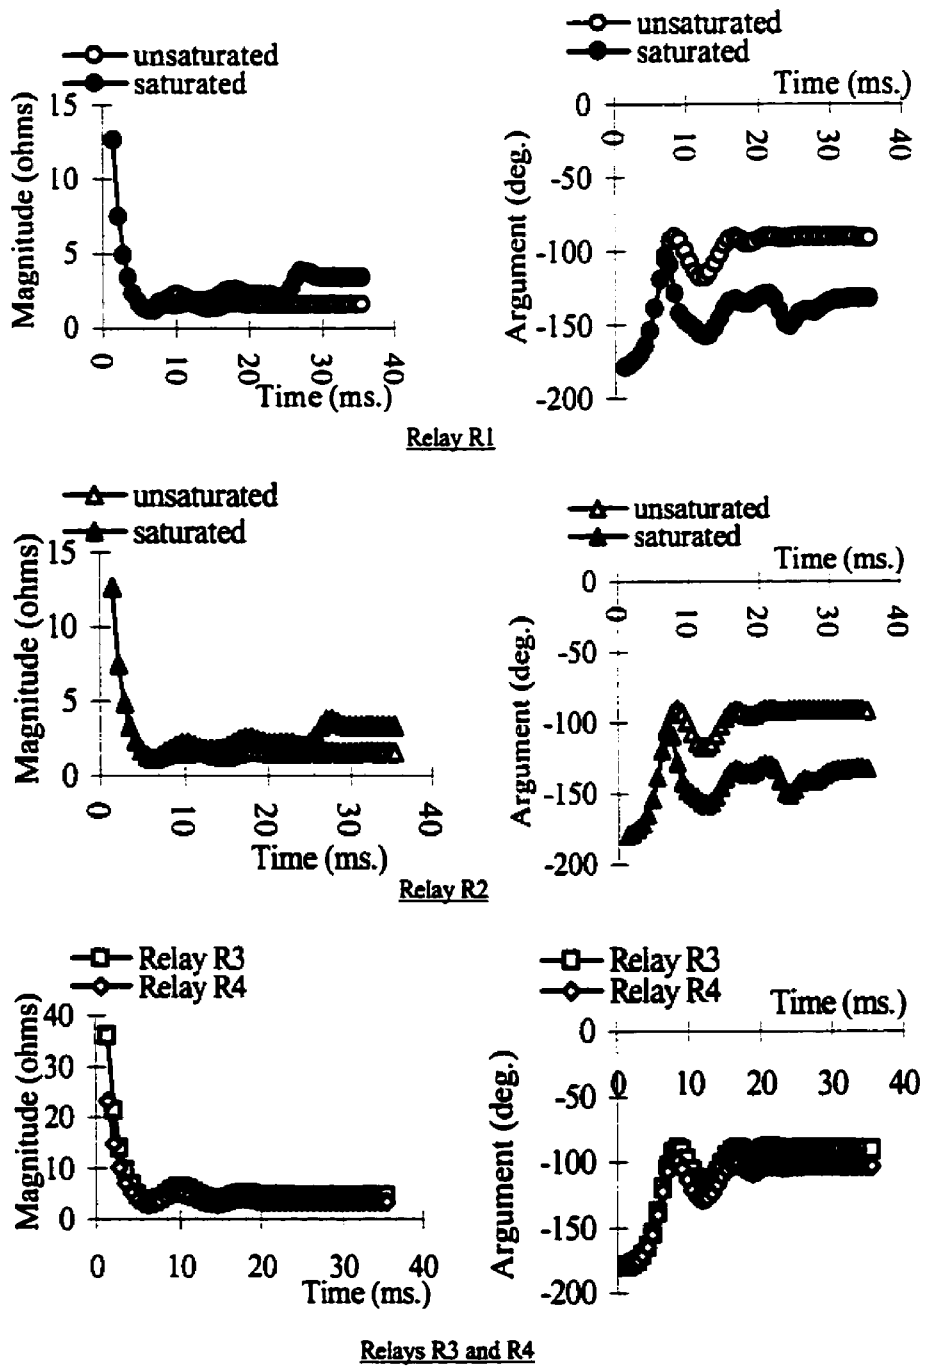 unsaturated
saturated
Magnitude (ohms)
15
10
5
0
0
10
20
30
40
Time (ms.)
unsaturated
saturated
Time (ms.)
Argument (deg.)
0
-50
-100
-150
-200
0
10
20
30
40
Relay R1
unsaturated
saturated
Magnitude (ohms)
15
10
5
0
0
10
20
30
40
Time (ms.)
unsaturated
saturated
Time (ms.)
Argument (deg.)
0
-50
-100
-150
-200
0
10
20
30
40
Relay R2
Relay R3
Relay R4
Magnitude (ohms)
40
30
20
10
0
0
10
20
30
40
Time (ms.)
Relay R3
Relay R4
Time (ms.)
Argument (deg.)
0
-50
-100
-150
-200
0
10
20
30
40
Relays R3 and R4